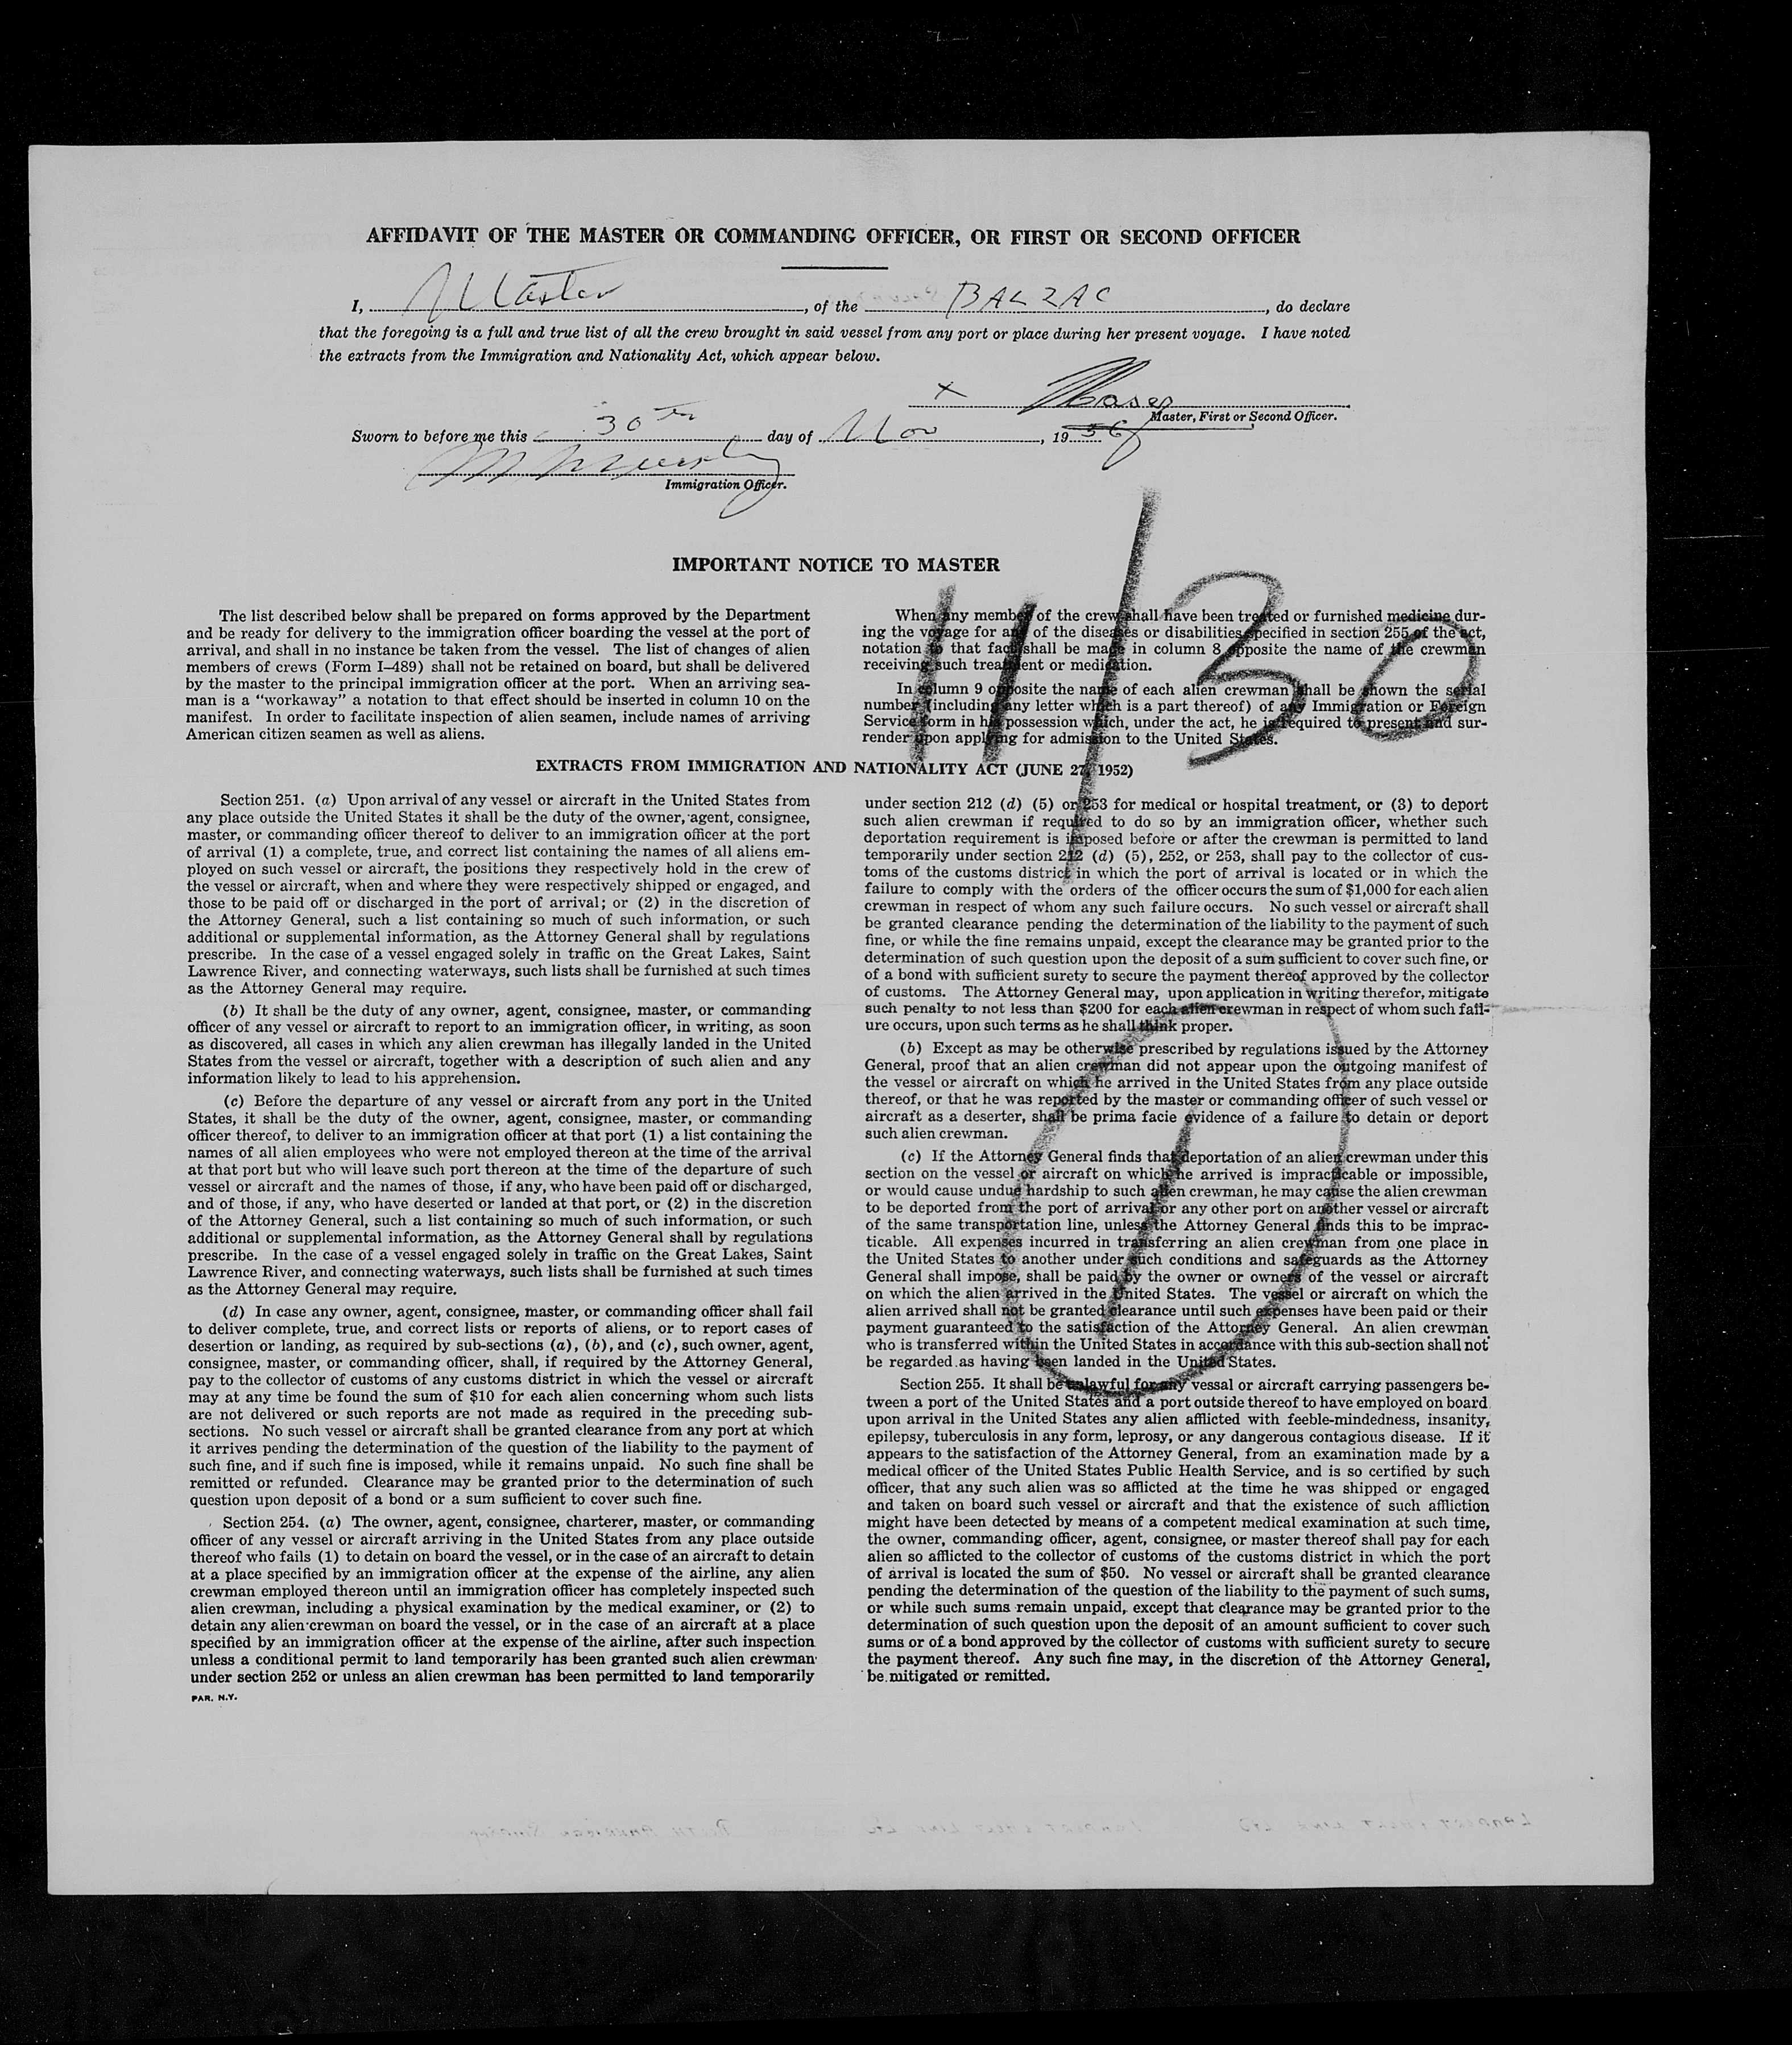 AFFIDAVIT OF THE MASTER OR COMMANDING OFFICER, OR FIRST OR SECOND OFFICER
I, Master, of the BALZAC, do declare
that the foregoing is a full and true list of all the crew brought in said vessel from any port or place during her present voyage. I have noted
the extracts from the Immigration and Nationality Act, which appear below.
x
Master, First or Second Officer.
Sworn to before me this 30th day of Nov, 1956
Immigration Officer.
11/30
IMPORTANT NOTICE TO MASTER
The list described below shall be prepared on forms approved by the Department
and be ready for delivery to the immigration officer boarding the vessel at the port of
arrival, and shall in no instance be taken from the vessel. The list of changes of alien
members of crews (Form I–489) shall not be retained on board, but shall be delivered
by the master to the principal immigration officer at the port. When an arriving sea-
man is a “workaway” a notation to that effect should be inserted in column 10 on the
manifest. In order to facilitate inspection of alien seamen, include names of arriving
American citizen seamen as well as aliens.
When any member of the crew shall have been treated or furnished medicine dur-
ing the voyage for any of the diseases or disabilities specified in section 255 of the act,
notation to that fact shall be made in column 8 opposite the name of the crewman
receiving such treatment or medication.
In column 9 opposite the name of each alien crewman shall be shown the serial
number (including any letter which is a part thereof) of any Immigration or Foreign
Service form in his possession which, under the act, he is required to present and sur-
render upon applying for admission to the United States.
EXTRACTS FROM IMMIGRATION AND NATIONALITY ACT (JUNE 27, 1952)
Section 251. (a) Upon arrival of any vessel or aircraft in the United States from
any place outside the United States it shall be the duty of the owner, agent, consignee,
master, or commanding officer thereof to deliver to an immigration officer at the port
of arrival (1) a complete, true, and correct list containing the names of all aliens em-
ployed on such vessel or aircraft, the positions they respectively hold in the crew of
the vessel or aircraft, when and where they were respectively shipped or engaged, and
those to be paid off or discharged in the port of arrival; or (2) in the discretion of
the Attorney General, such a list containing so much of such information, or such
additional or supplemental information, as the Attorney General shall by regulations
prescribe. In the case of a vessel engaged solely in traffic on the Great Lakes, Saint
Lawrence River, and connecting waterways, such lists shall be furnished at such times
as the Attorney General may require.
(b) It shall be the duty of any owner, agent, consignee, master, or commanding
officer of any vessel or aircraft to report to an immigration officer, in writing, as soon
as discovered, all cases in which any alien crewman has illegally landed in the United
States from the vessel or aircraft, together with a description of such alien and any
information likely to lead to his apprehension.
(c) Before the departure of any vessel or aircraft from any port in the United
States, it shall be the duty of the owner, agent, consignee, master, or commanding
officer thereof, to deliver to an immigration officer at that port (1) a list containing the
names of all alien employees who were not employed thereon at the time of the arrival
at that port but who will leave such port thereon at the time of the departure of such
vessel or aircraft and the names of those, if any, who have been paid off or discharged,
and of those, if any, who have deserted or landed at that port, or (2) in the discretion
of the Attorney General, such a list containing so much of such information, or such
additional or supplemental information, as the Attorney General shall by regulations
prescribe. In the case of a vessel engaged solely in traffic on the Great Lakes, Saint
Lawrence River, and connecting waterways, such lists shall be furnished at such times
as the Attorney General may require.
(d) In case any owner, agent, consignee, master, or commanding officer shall fail
to deliver complete, true, and correct lists or reports of aliens, or to report cases of
desertion or landing, as required by sub-sections (a), (b), and (c), such owner, agent,
consignee, master, or commanding officer, shall, if required by the Attorney General,
pay to the collector of customs of any customs district in which the vessel or aircraft
may at any time be found the sum of $10 for each alien concerning whom such lists
are not delivered or such reports are not made as required in the preceding sub-
sections. No such vessel or aircraft shall be granted clearance from any port at which
it arrives pending the determination of the question of the liability to the payment of
such fine, and if such fine is imposed, while it remains unpaid. No such fine shall be
remitted or refunded. Clearance may be granted prior to the determination of such
question upon deposit of a bond or a sum sufficient to cover such fine.
Section 254. (a) The owner, agent, consignee, charterer, master, or commanding
officer of any vessel or aircraft arriving in the United States from any place outside
thereof who fails (1) to detain on board the vessel, or in the case of an aircraft to detain
at a place specified by an immigration officer at the expense of the airline, any alien
crewman employed thereon until an immigration officer has completely inspected such
alien crewman, including a physical examination by the medical examiner, or (2) to
detain any alien crewman on board the vessel, or in the case of an aircraft at a place
specified by an immigration officer at the expense of the airline, after such inspection
unless a conditional permit to land temporarily has been granted such alien crewman
under section 252 or unless an alien crewman has been permitted to land temporarily
PAR. N.Y.
under section 212 (d) (5) or 253 for medical or hospital treatment, or (3) to deport
such alien crewman if required to do so by an immigration officer, whether such
deportation requirement is imposed before or after the crewman is permitted to land
temporarily under section 212 (d) (5), 252, or 253, shall pay to the collector of cus-
toms of the customs district in which the port of arrival is located or in which the
failure to comply with the orders of the officer occurs the sum of $1,000 for each alien
crewman in respect of whom any such failure occurs. No such vessel or aircraft shall
be granted clearance pending the determination of the liability to the payment of such
fine, or while the fine remains unpaid, except the clearance may be granted prior to the
determination of such question upon the deposit of a sum sufficient to cover such fine, or
of a bond with sufficient surety to secure the payment thereof approved by the collector
of customs. The Attorney General may, upon application in writing therefor, mitigate
such penalty to not less than $200 for each alien crewman in respect of whom such fail-
ure occurs, upon such terms as he shall think proper.
(b) Except as may be otherwise prescribed by regulations issued by the Attorney
General, proof that an alien crewman did not appear upon the outgoing manifest of
the vessel or aircraft on which he arrived in the United States from any place outside
thereof, or that he was reported by the master or commanding officer of such vessel or
aircraft as a deserter, shall be prima facie evidence of a failure to detain or deport
such alien crewman.
(c) If the Attorney General finds that deportation of an alien crewman under this
section on the vessel or aircraft on which he arrived is impracticable or impossible,
or would cause undue hardship to such alien crewman, he may cause the alien crewman
to be deported from the port of arrival or any other port on another vessel or aircraft
of the same transportation line, unless the Attorney General finds this to be imprac-
ticable. All expenses incurred in transferring an alien crewman from one place in
the United States to another under such conditions and safeguards as the Attorney
General shall impose, shall be paid by the owner or owners of the vessel or aircraft
on which the alien arrived in the United States. The vessel or aircraft on which the
alien arrived shall not be granted clearance until such expenses have been paid or their
payment guaranteed to the satisfaction of the Attorney General. An alien crewman
who is transferred within the United States in accordance with this sub-section shall not
be regarded as having been landed in the United States.
Section 255. It shall be unlawful for any vessal or aircraft carrying passengers be-
tween a port of the United States and a port outside thereof to have employed on board
upon arrival in the United States any alien afflicted with feeble-mindedness, insanity,
epilepsy, tuberculosis in any form, leprosy, or any dangerous contagious disease. If it
appears to the satisfaction of the Attorney General, from an examination made by a
medical officer of the United States Public Health Service, and is so certified by such
officer, that any such alien was so afflicted at the time he was shipped or engaged
and taken on board such vessel or aircraft and that the existence of such affliction
might have been detected by means of a competent medical examination at such time,
the owner, commanding officer, agent, consignee, or master thereof shall pay for each
alien so afflicted to the collector of customs of the customs district in which the port
of arrival is located the sum of $50. No vessel or aircraft shall be granted clearance
pending the determination of the question of the liability to the payment of such sums,
or while such sums remain unpaid, except that clearance may be granted prior to the
determination of such question upon the deposit of an amount sufficient to cover such
sums or of a bond approved by the collector of customs with sufficient surety to secure
the payment thereof. Any such fine may, in the discretion of the Attorney General,
be mitigated or remitted.
1